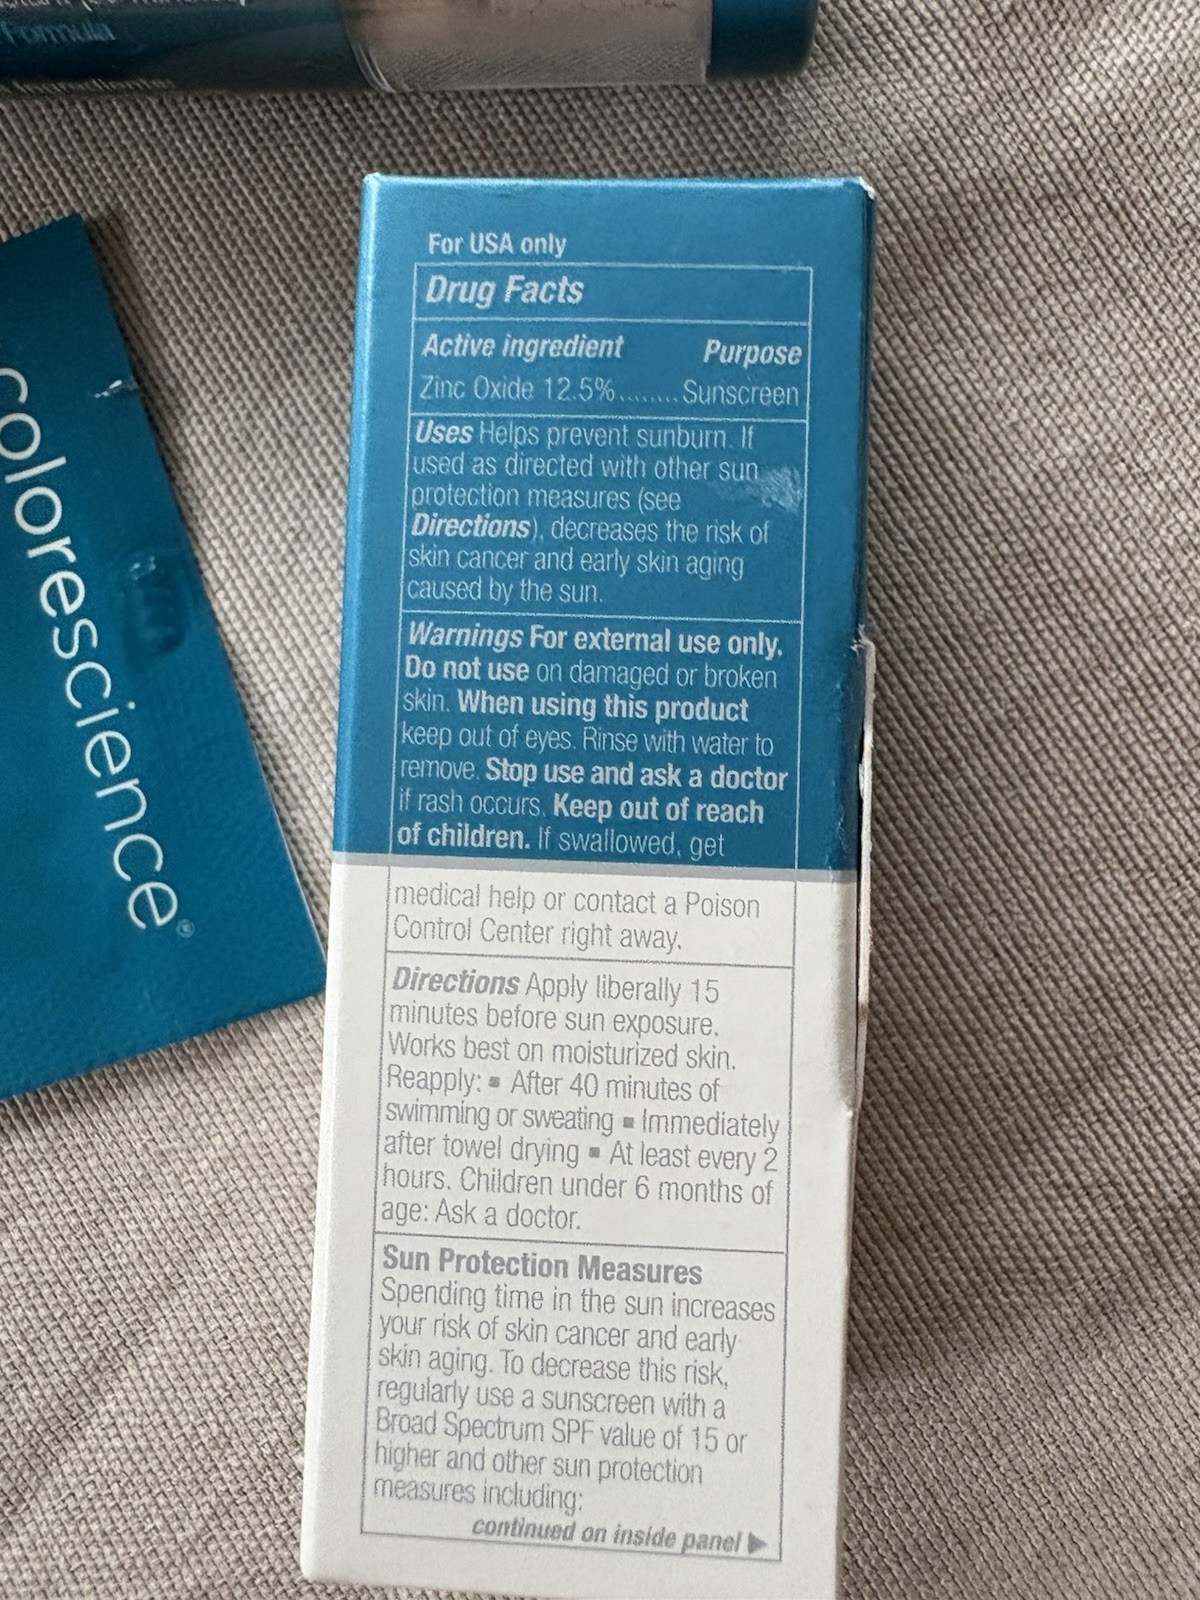 Formula
colorescience®
For USA only
Drug Facts
Active ingredient Purpose
Zinc Oxide 12.5%........Sunscreen
Uses Helps prevent sunburn. If
used as directed with other sun
protection measures (see
Directions), decreases the risk of
skin cancer and early skin aging
caused by the sun.
Warnings For external use only.
Do not use on damaged or broken
skin. When using this product
keep out of eyes. Rinse with water to
remove. Stop use and ask a doctor
if rash occurs. Keep out of reach
of children. If swallowed, get
medical help or contact a Poison
Control Center right away.
Directions Apply liberally 15
minutes before sun exposure.
Works best on moisturized skin.
Reapply: ▪ After 40 minutes of
swimming or sweating ▪ Immediately
after towel drying ▪ At least every 2
hours. Children under 6 months of
age: Ask a doctor.
Sun Protection Measures
Spending time in the sun increases
your risk of skin cancer and early
skin aging. To decrease this risk,
regularly use a sunscreen with a
Broad Spectrum SPF value of 15 or
higher and other sun protection
measures including:
continued on inside panel ▶